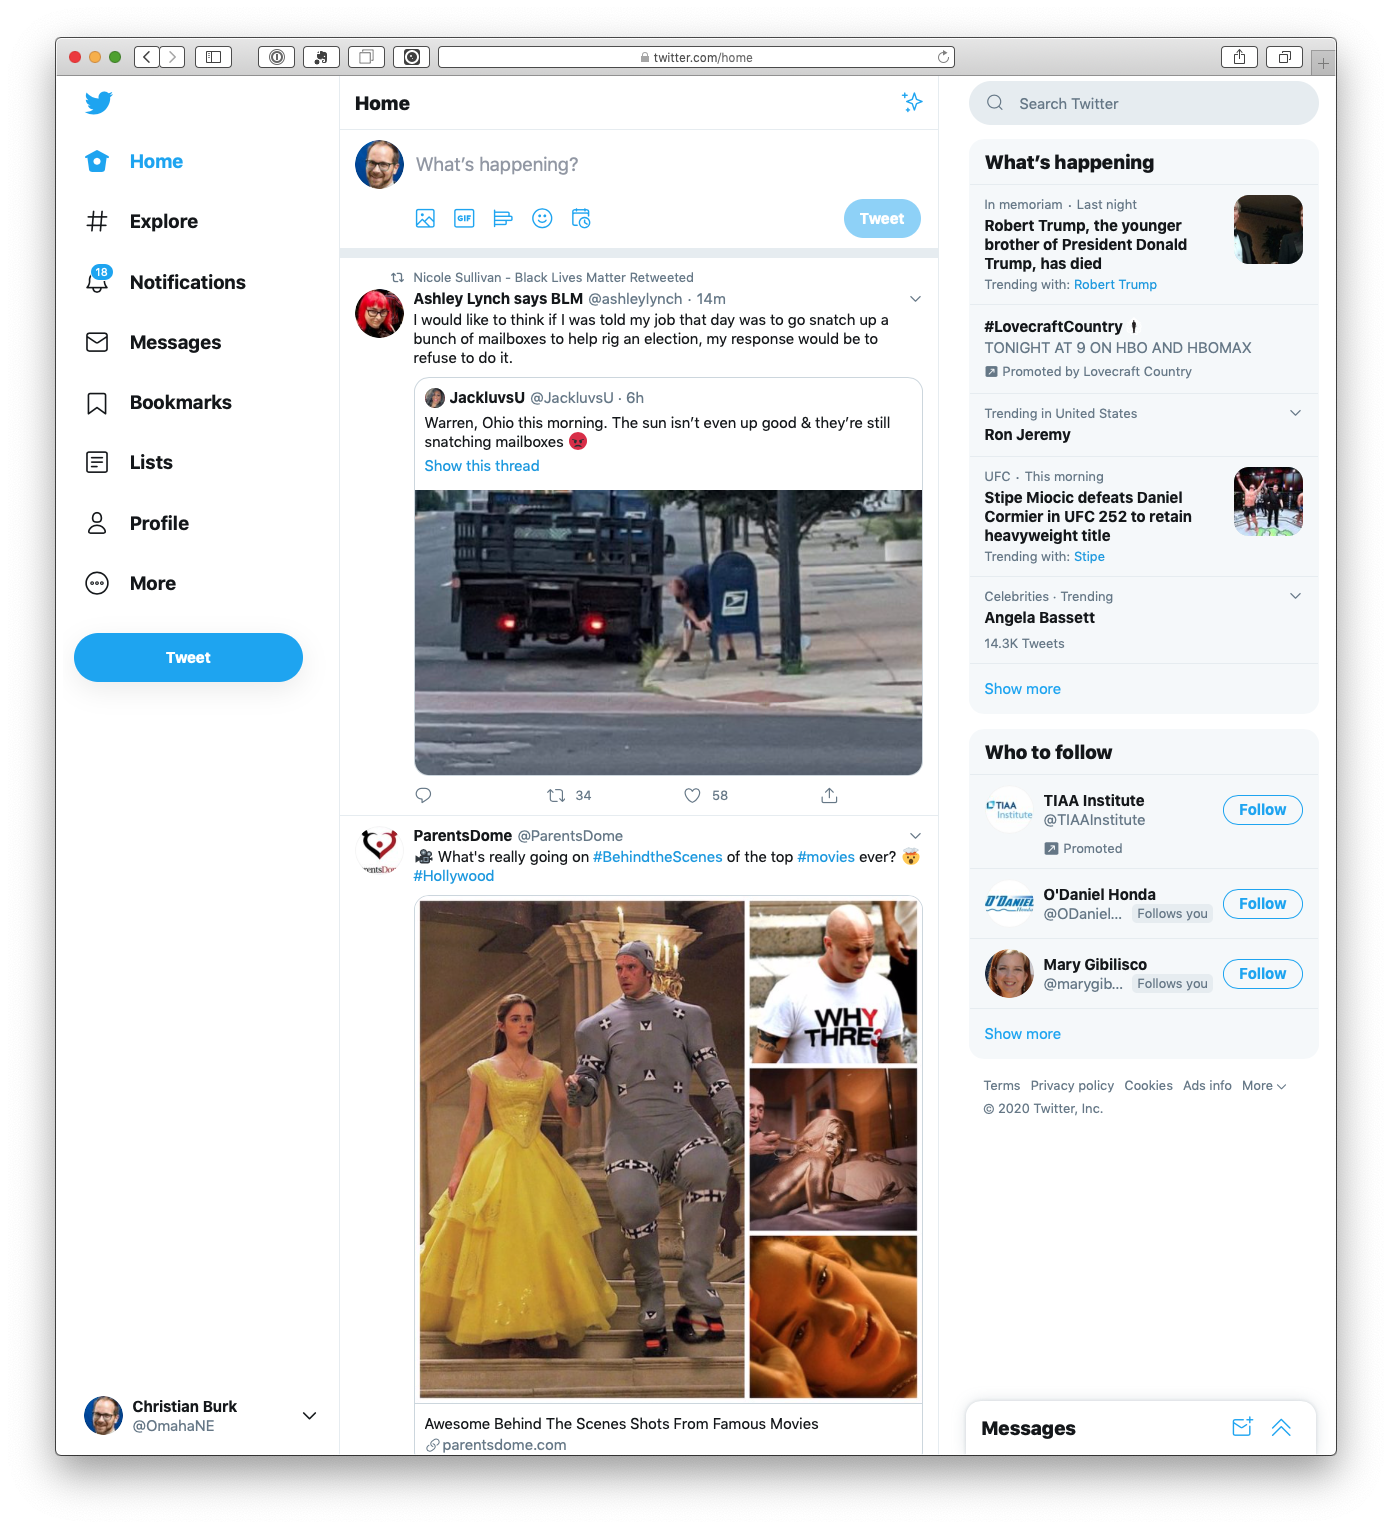 twitter.com/home
Home
Explore
18
Notifications
Messages
Bookmarks
Lists
Profile
More
Tweet
Christian Burk
@OmahaNE
Home
What's happening?
GIF
Tweet
Nicole Sullivan - Black Lives Matter Retweeted
Ashley Lynch says BLM @ashleylynch · 14m
I would like to think if I was told my job that day was to go snatch up a
bunch of mailboxes to help rig an election, my response would be to
refuse to do it.
JackluvsU @JackluvsU · 6h
Warren, Ohio this morning. The sun isn't even up good & they're still
snatching mailboxes 😡
Show this thread
34
58
ParentsDome @ParentsDome
🎥 What's really going on #BehindtheScenes of the top #movies ever? 🤯
#Hollywood
WHY
THRE3
Awesome Behind The Scenes Shots From Famous Movies
parentsdome.com
Search Twitter
What's happening
In memoriam · Last night
Robert Trump, the younger
brother of President Donald
Trump, has died
Trending with: Robert Trump
#LovecraftCountry
TONIGHT AT 9 ON HBO AND HBOMAX
Promoted by Lovecraft Country
Trending in United States
Ron Jeremy
UFC · This morning
Stipe Miocic defeats Daniel
Cormier in UFC 252 to retain
heavyweight title
Trending with: Stipe
Celebrities · Trending
Angela Bassett
14.3K Tweets
Show more
Who to follow
TIAA
Institute
TIAA Institute
@TIAAInstitute
Follow
Promoted
O'DANIEL
Honda
O'Daniel Honda
@ODaniel... Follows you
Follow
Mary Gibilisco
@marygib... Follows you
Follow
Show more
Terms Privacy policy Cookies Ads info More
© 2020 Twitter, Inc.
Messages